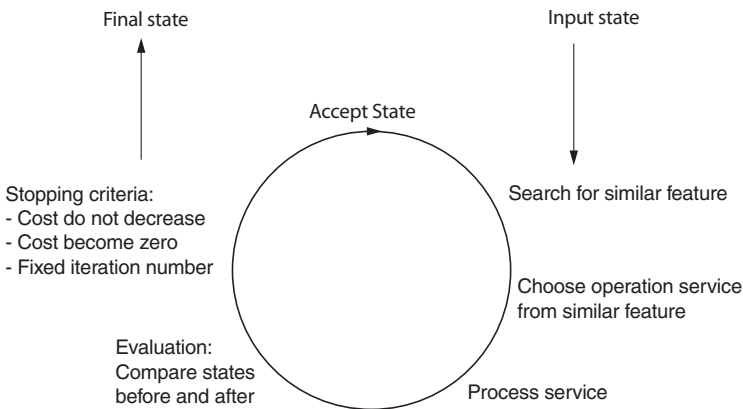 Final state
Input state
Accept State
Search for similar feature
Choose operation service
from similar feature
Process service
Evaluation:
Compare states
before and after
Stopping criteria:
- Cost do not decrease
- Cost become zero
- Fixed iteration number